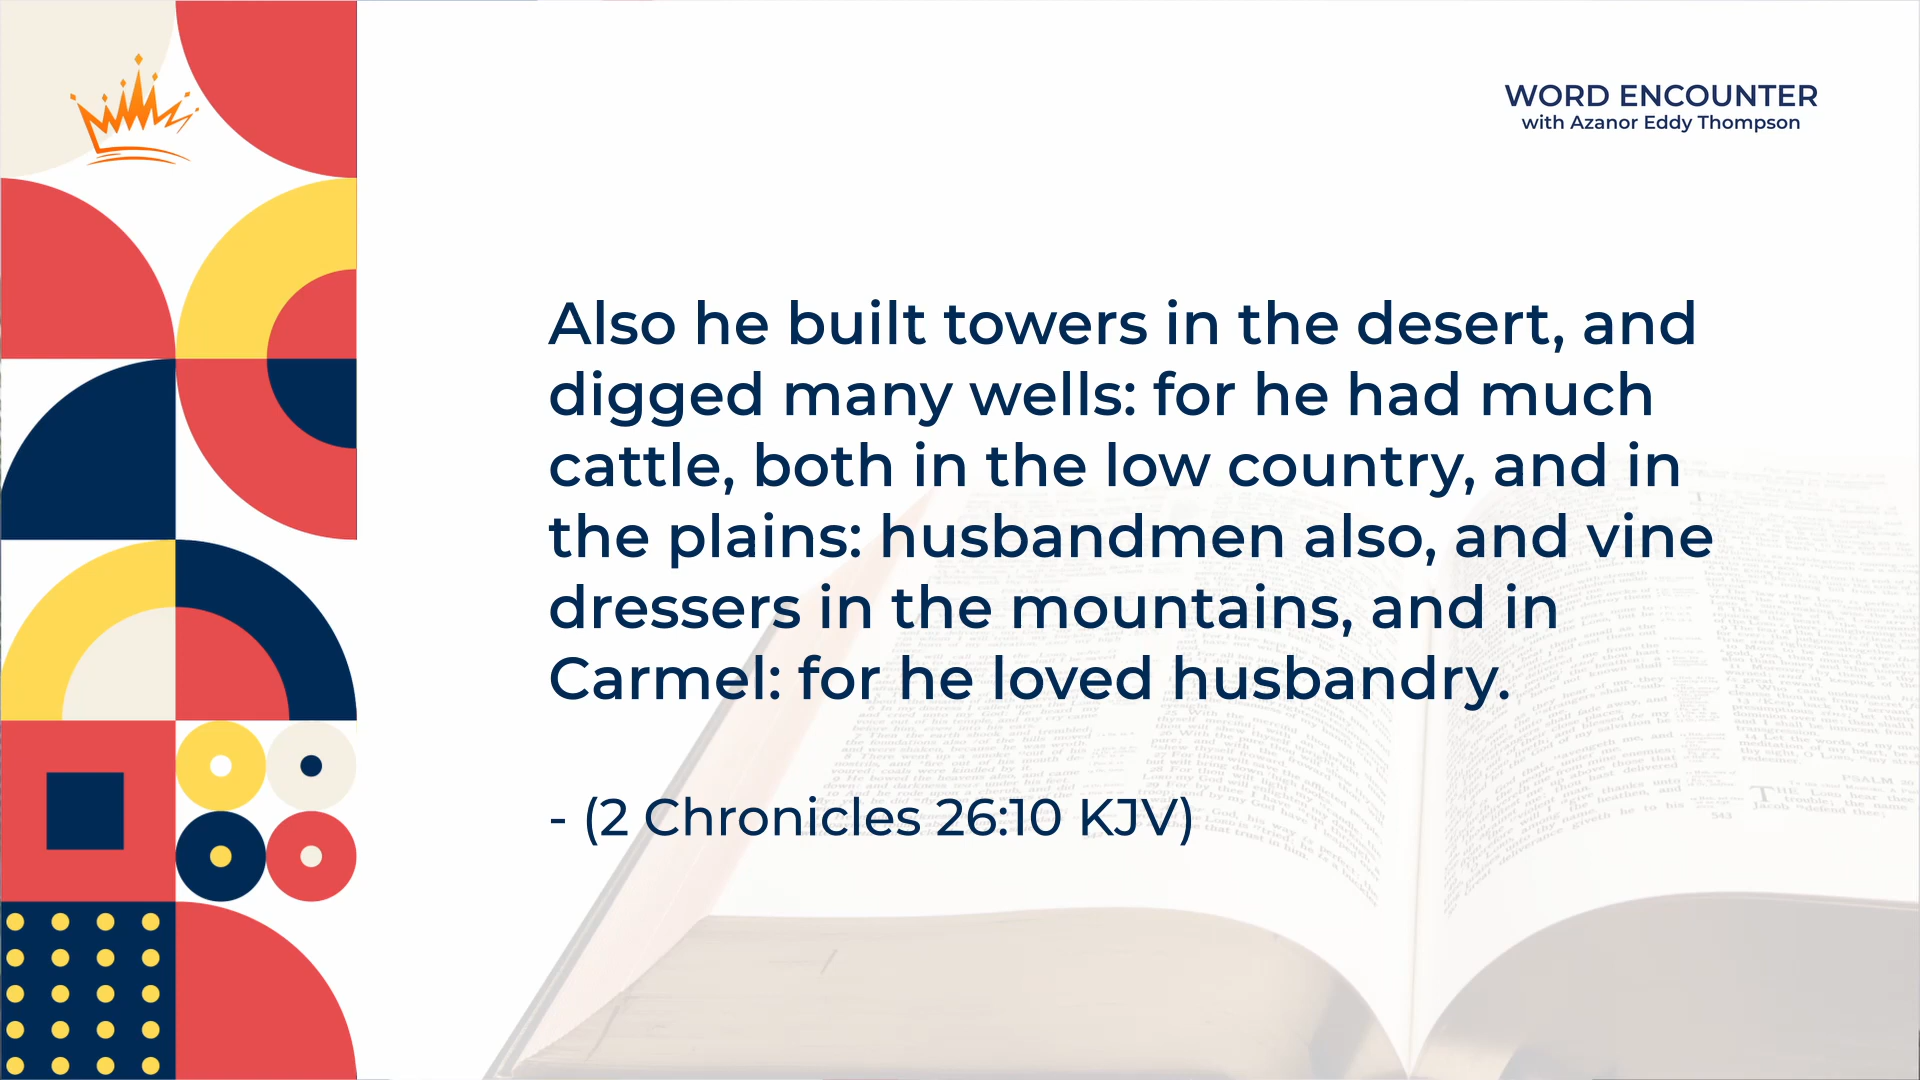 WORD ENCOUNTER
with Azanor Eddy Thompson
Also he built towers in the desert, and
digged many wells: for he had much
cattle, both in the low country, and in
the plains: husbandmen also, and vine
dressers in the mountains, and in
Carmel: for he loved husbandry.
- (2 Chronicles 26:10 KJV)